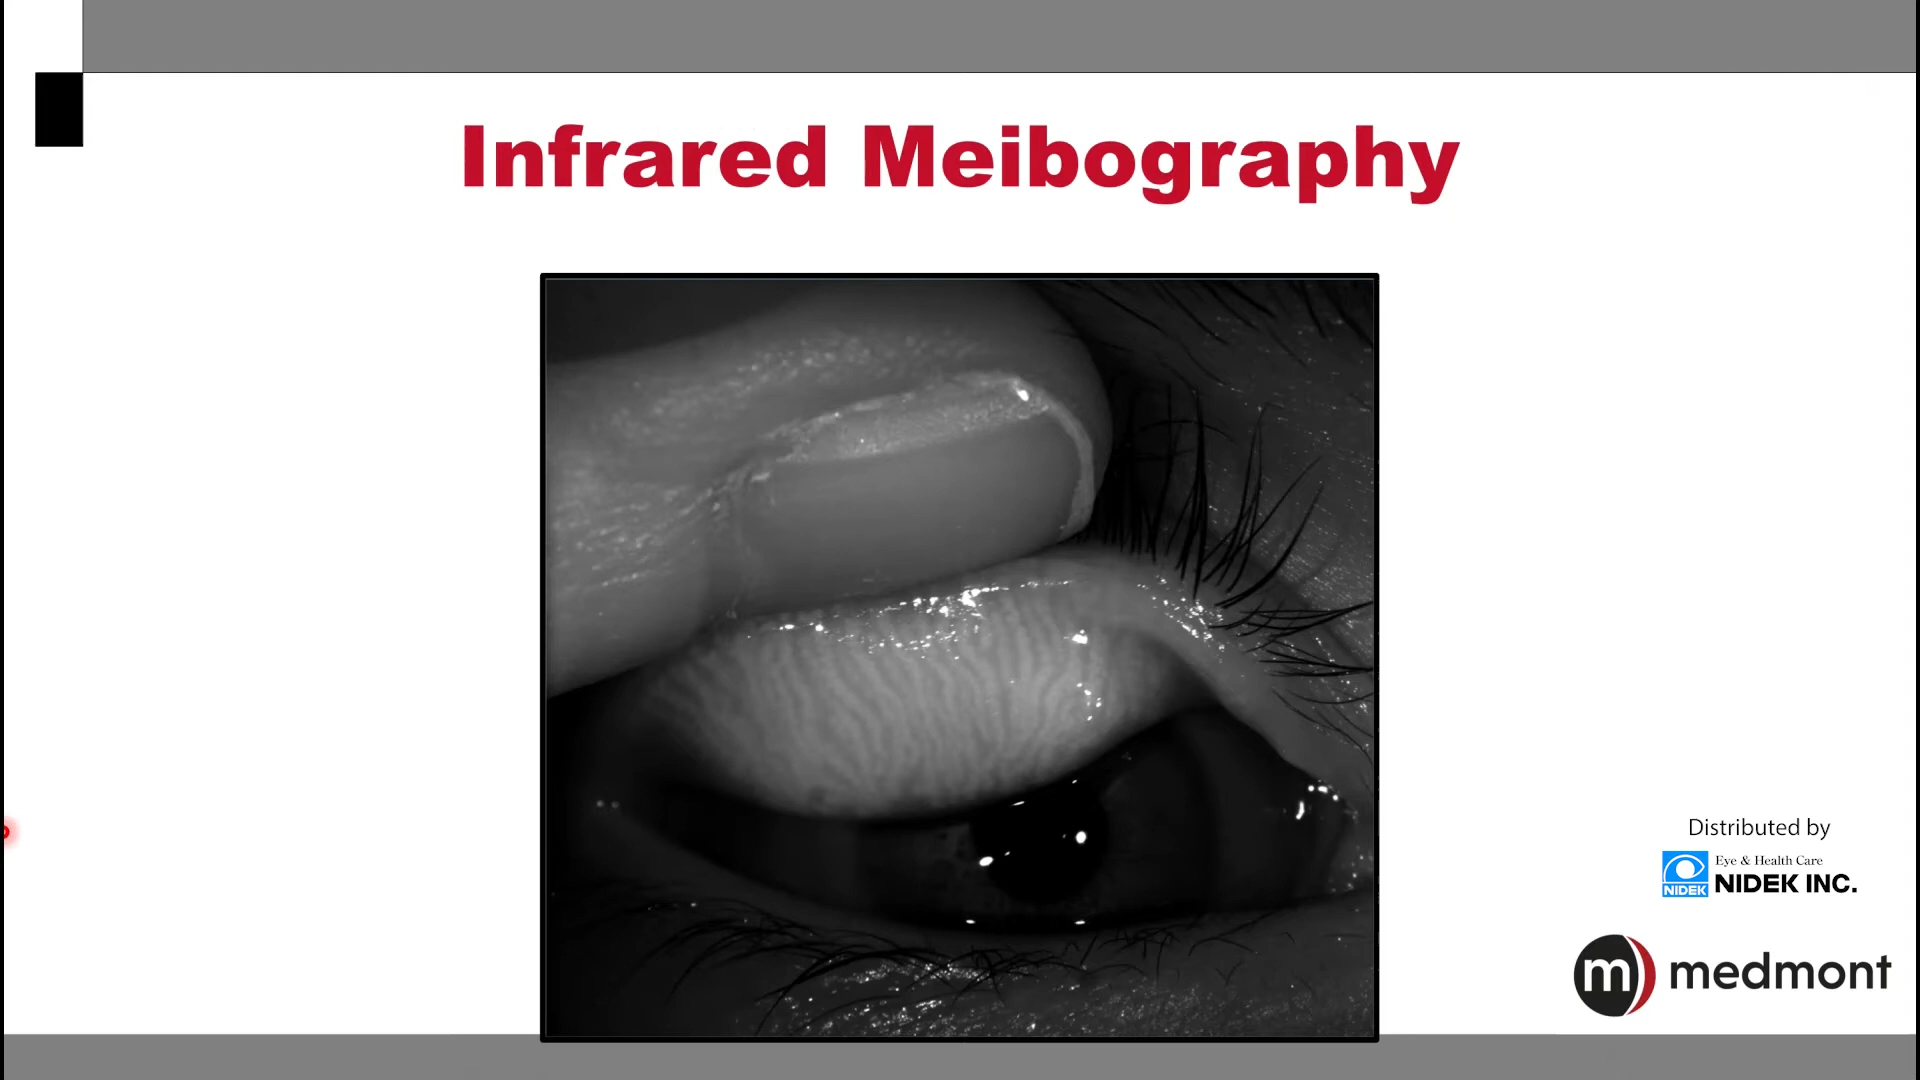 Infrared Meibography
Distributed by
Eye & Health Care
NIDEK
NIDEK INC.
m
medmont